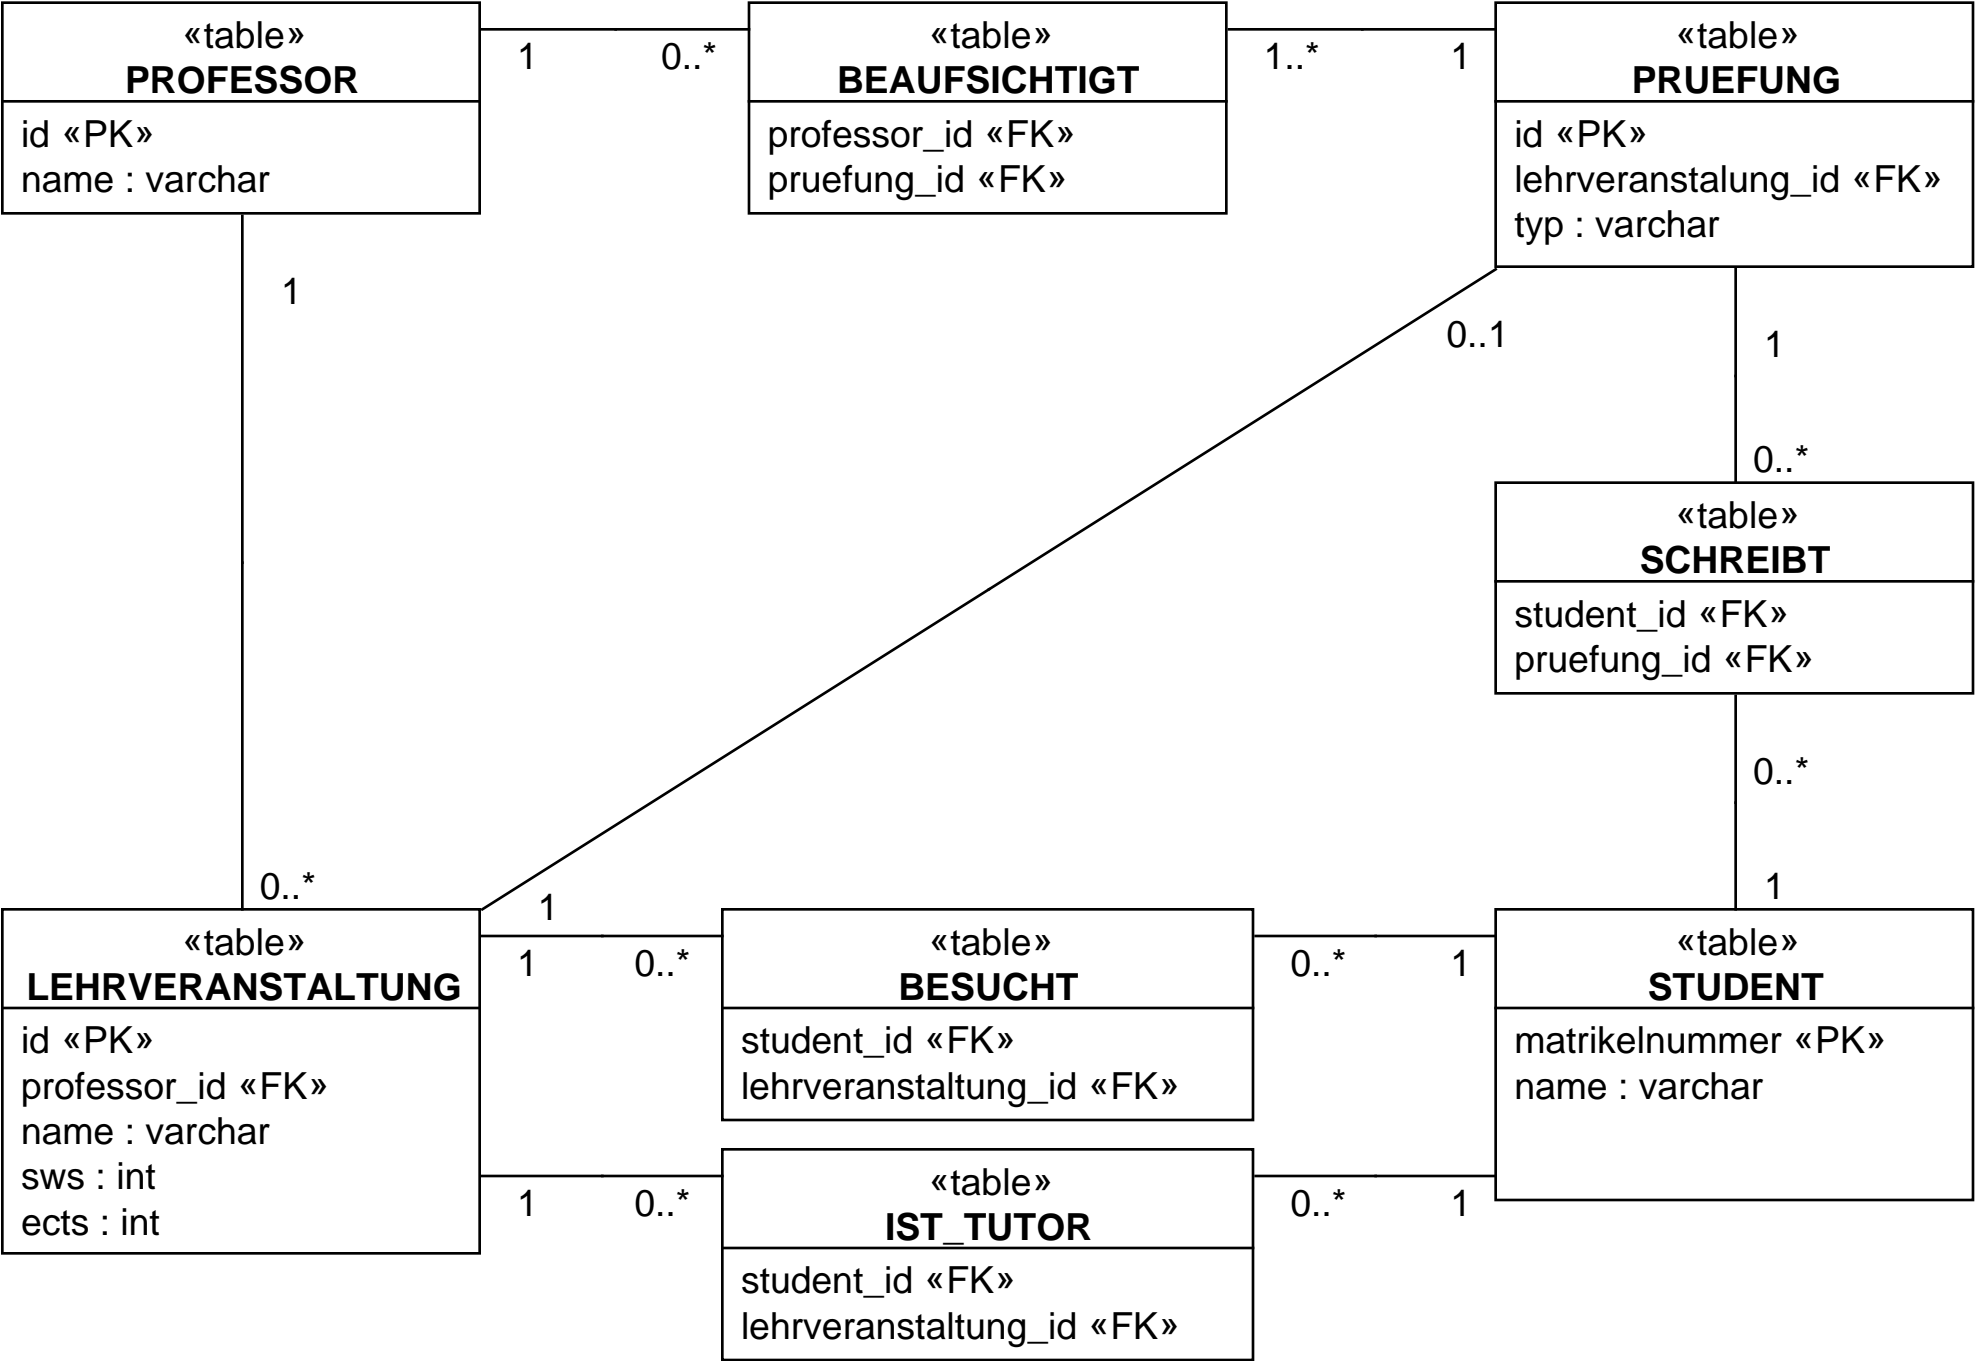 «table»
PROFESSOR
id «PK»
name : varchar
1
0..*
«table»
BEAUFSICHTIGT
professor_id «FK»
pruefung_id «FK»
1..*
1
«table»
PRUEFUNG
id «PK»
lehrveranstalung_id «FK»
typ : varchar
1
0..1
1
0..*
«table»
SCHREIBT
student_id «FK»
pruefung_id «FK»
0..*
1
0..*
1
«table»
LEHRVERANSTALTUNG
id «PK»
professor_id «FK»
name : varchar
sws : int
ects : int
1
0..*
«table»
BESUCHT
student_id «FK»
lehrveranstaltung_id «FK»
0..*
1
«table»
STUDENT
matrikelnummer «PK»
name : varchar
1
0..*
«table»
IST_TUTOR
student_id «FK»
lehrveranstaltung_id «FK»
0..*
1